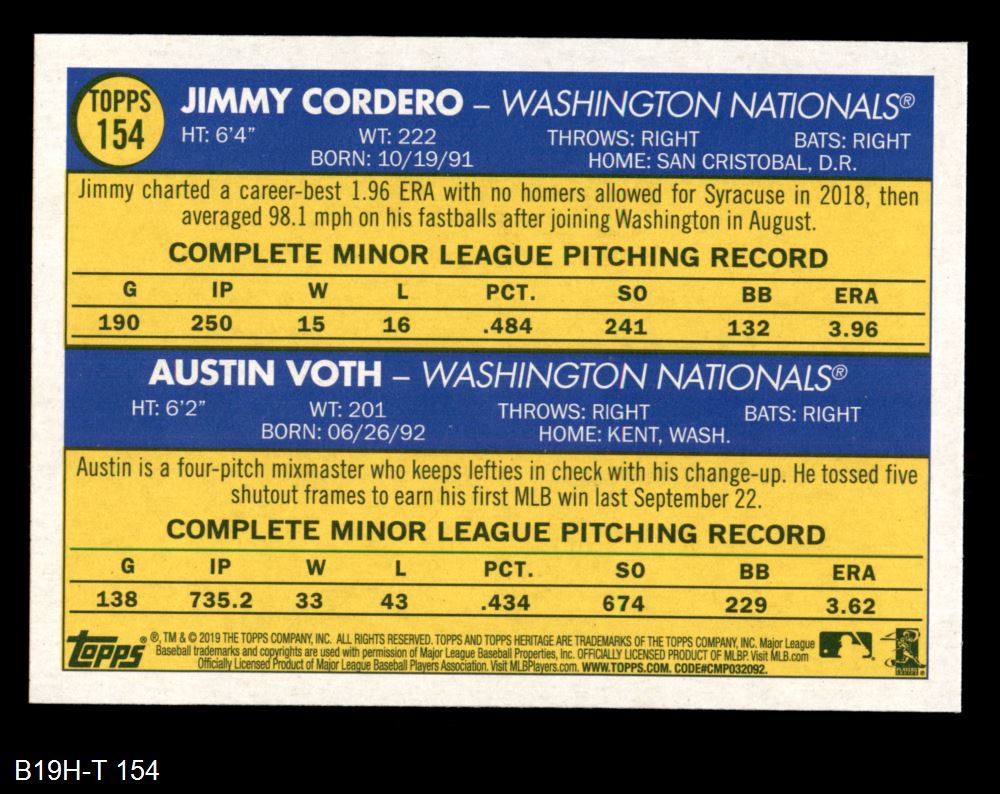 TOPPS
154
JIMMY CORDERO – WASHINGTON NATIONALS®
HT: 6'4" WT: 222 THROWS: RIGHT BATS: RIGHT
BORN: 10/19/91 HOME: SAN CRISTOBAL, D.R.
Jimmy charted a career-best 1.96 ERA with no homers allowed for Syracuse in 2018, then
averaged 98.1 mph on his fastballs after joining Washington in August.
COMPLETE MINOR LEAGUE PITCHING RECORD
G IP W L PCT. SO BB ERA
190 250 15 16 .484 241 132 3.96
AUSTIN VOTH – WASHINGTON NATIONALS®
HT: 6'2" WT: 201 THROWS: RIGHT BATS: RIGHT
BORN: 06/26/92 HOME: KENT, WASH.
Austin is a four-pitch mixmaster who keeps lefties in check with his change-up. He tossed five
shutout frames to earn his first MLB win last September 22.
COMPLETE MINOR LEAGUE PITCHING RECORD
G IP W L PCT. SO BB ERA
138 735.2 33 43 .434 674 229 3.62
Topps ® ®, TM & © 2019 THE TOPPS COMPANY, INC. ALL RIGHTS RESERVED. TOPPS AND TOPPS HERITAGE ARE TRADEMARKS OF THE TOPPS COMPANY, INC. Major League
Baseball trademarks and copyrights are used with permission of Major League Baseball Properties, Inc. OFFICIALLY LICENSED PRODUCT OF MLBP. Visit MLB.com
Officially Licensed Product of Major League Baseball Players Association. Visit MLBPlayers.com. WWW.TOPPS.COM. CODE#CMP032092.
B19H-T 154